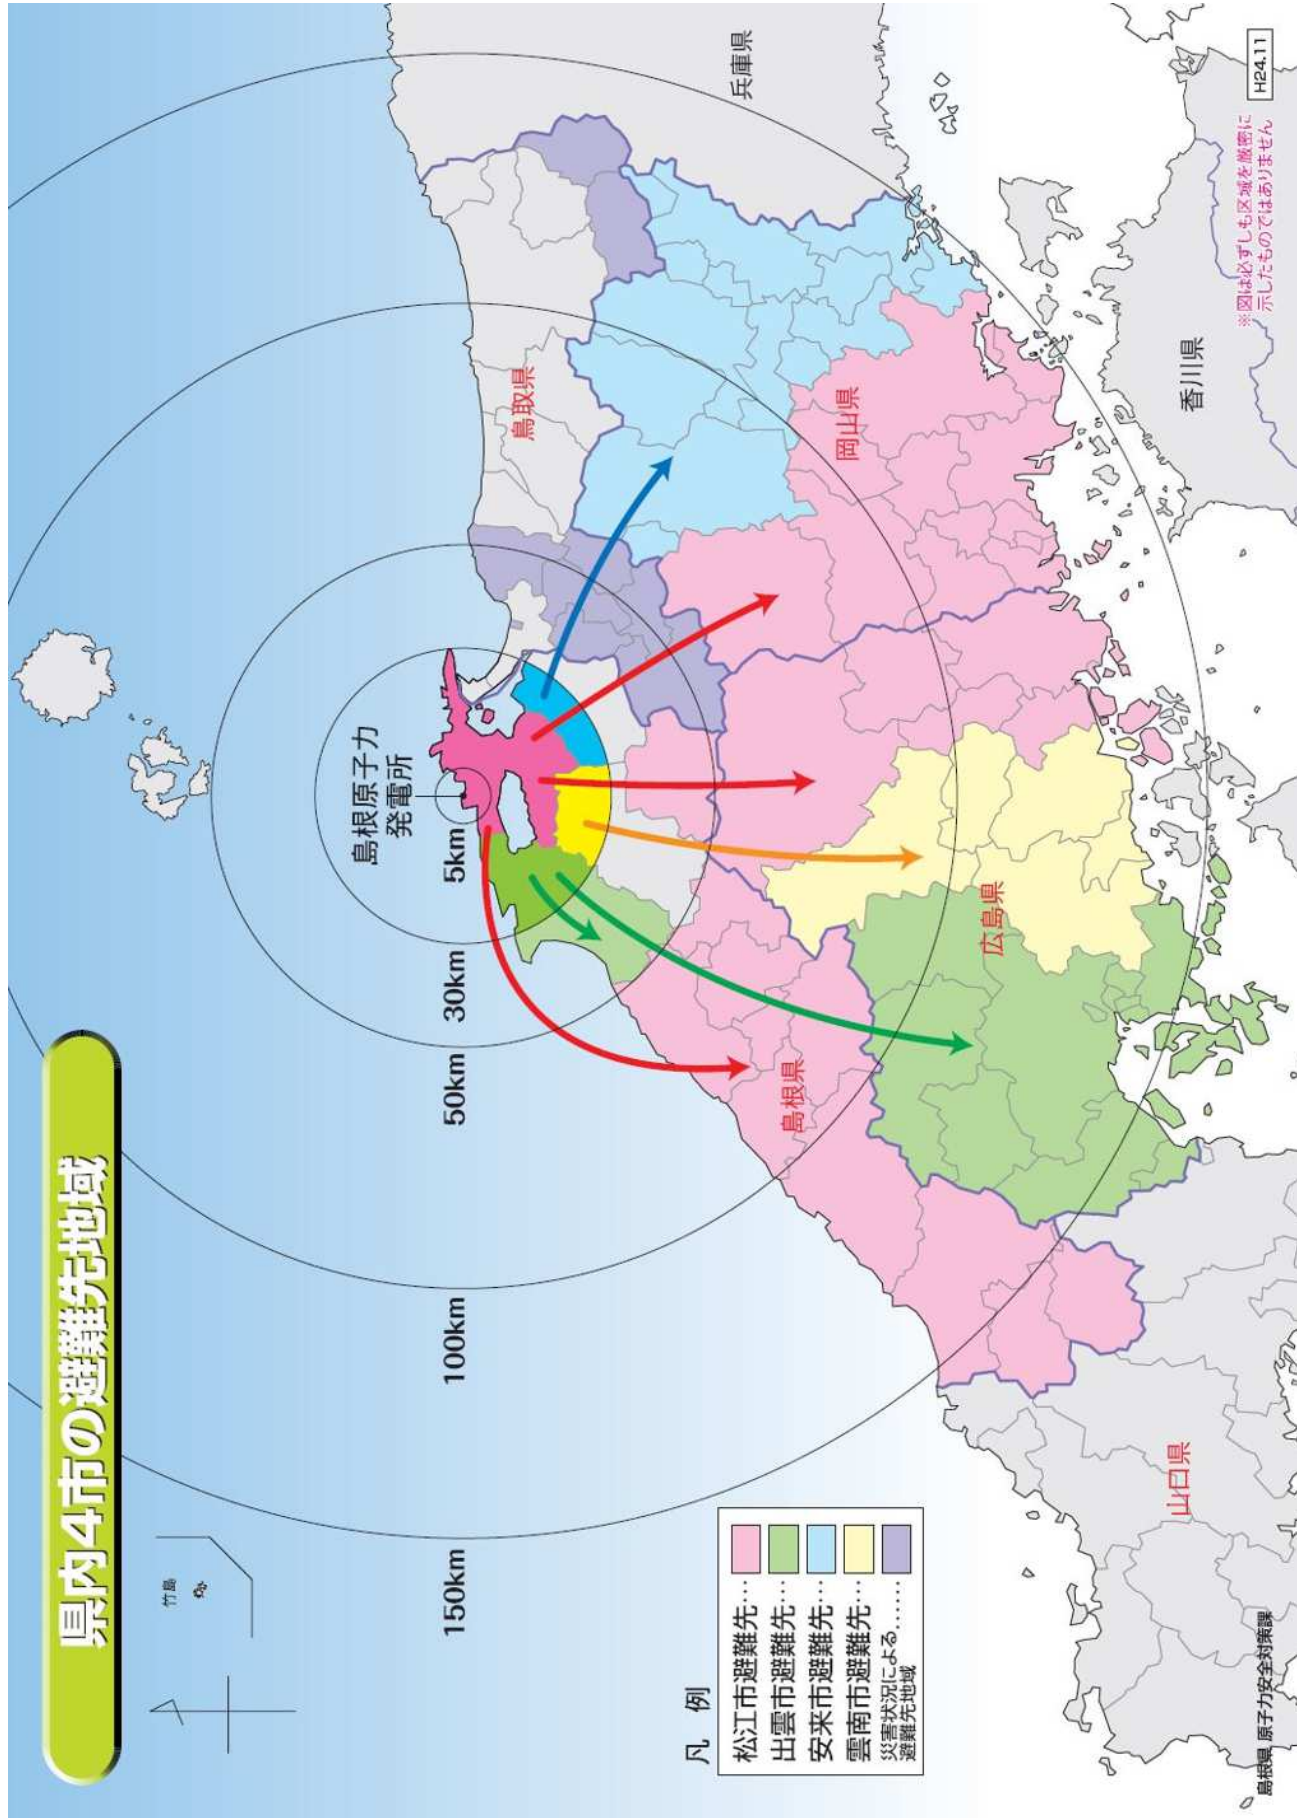 県内4市の避難先地域
竹島
島根原子力
発電所
5km
30km
50km
100km
150km
鳥取県
兵庫県
岡山県
広島県
島根県
香川県
山口県
凡 例
松江市避難先…
出雲市避難先…
安来市避難先…
雲南市避難先…
災害状況による……
避難先地域
島根県 原子力安全対策課
※図は必ずしも区域を厳密に
示したものではありません
H24.11